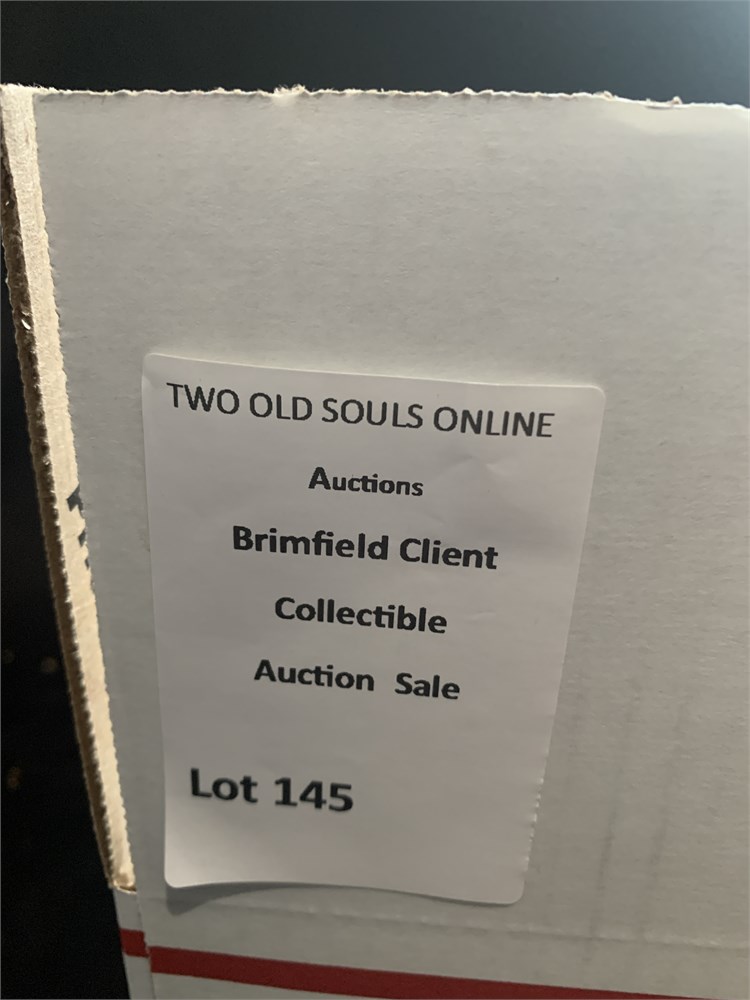 TWO OLD SOULS ONLINE
Auctions
Brimfield Client
Collectible
Auction Sale
Lot 145